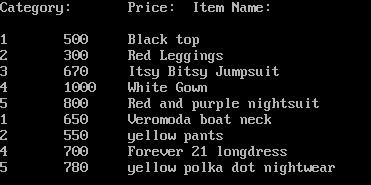 Category: Price: Item Name:
1 500 Black top
2 300 Red Leggings
3 670 Itsy Bitsy Jumpsuit
4 1000 White Gown
5 800 Red and purple nightsuit
1 650 Veromoda boat neck
2 550 yellow pants
4 700 Forever 21 longdress
5 780 yellow polka dot nightwear